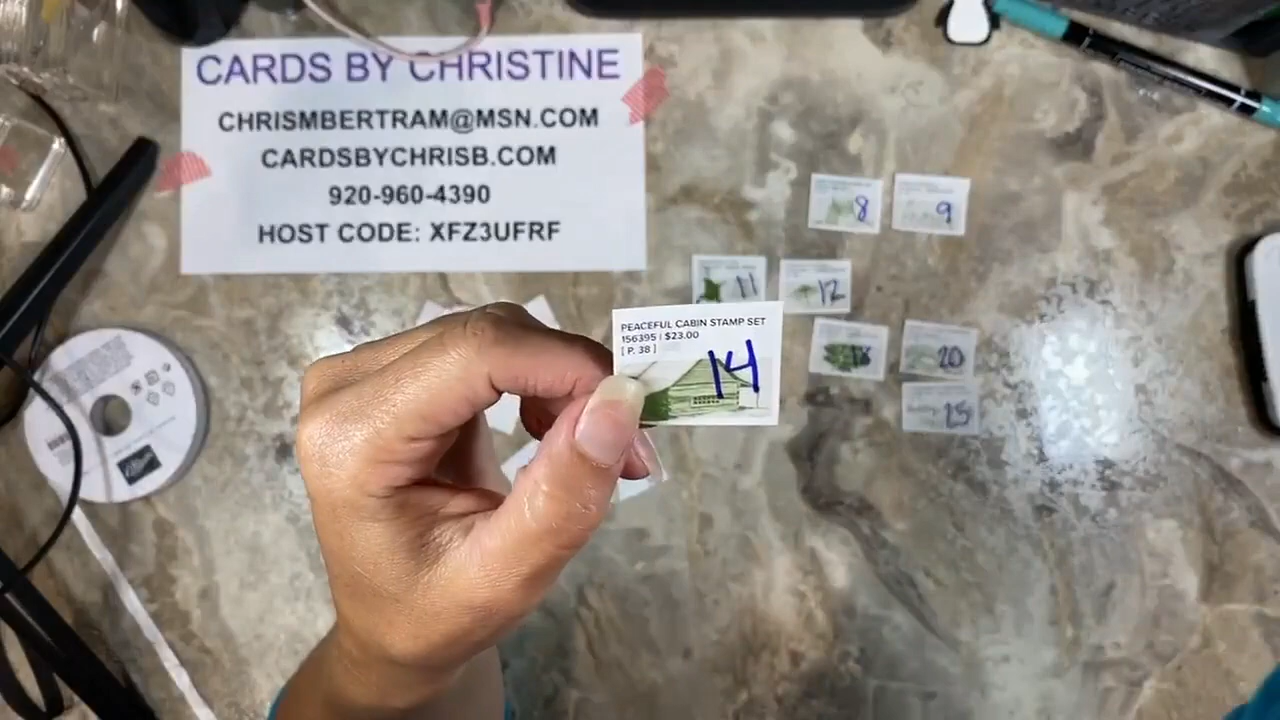 CARDS BY CHRISTINE
CHRISMBERTRAM@MSN.COM
CARDSBYCHRISB.COM
920-960-4390
HOST CODE: XFZ3UFRF
8
9
11
12
PEACEFUL CABIN STAMP SET
156395 | $23.00
[ P. 38 ]
14
20
25